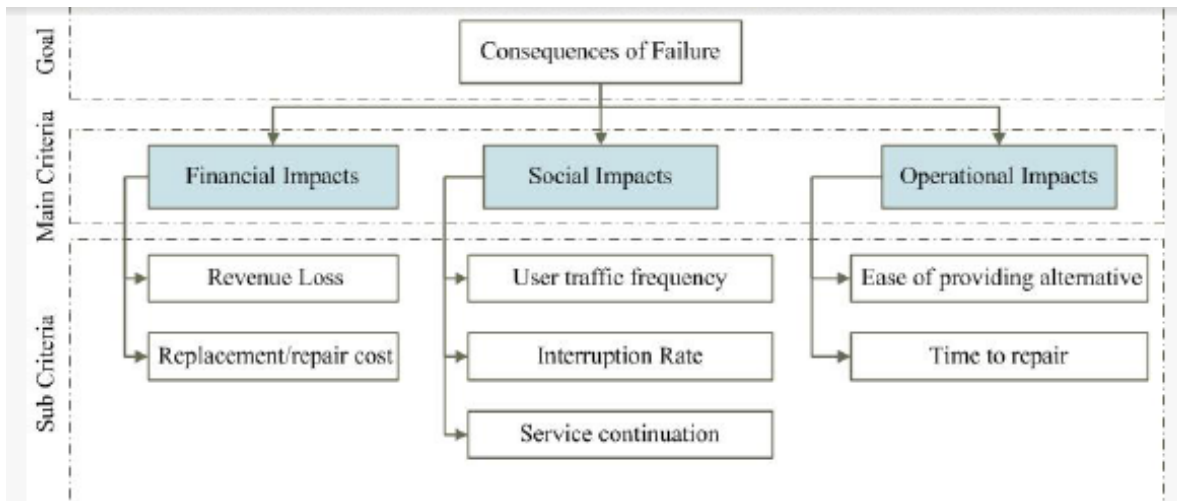 Goal
Consequences of Failure
Main Criteria
Financial Impacts
Social Impacts
Operational Impacts
Sub Criteria
Revenue Loss
User traffic frequency
Ease of providing alternative
Replacement/repair cost
Interruption Rate
Time to repair
Service continuation